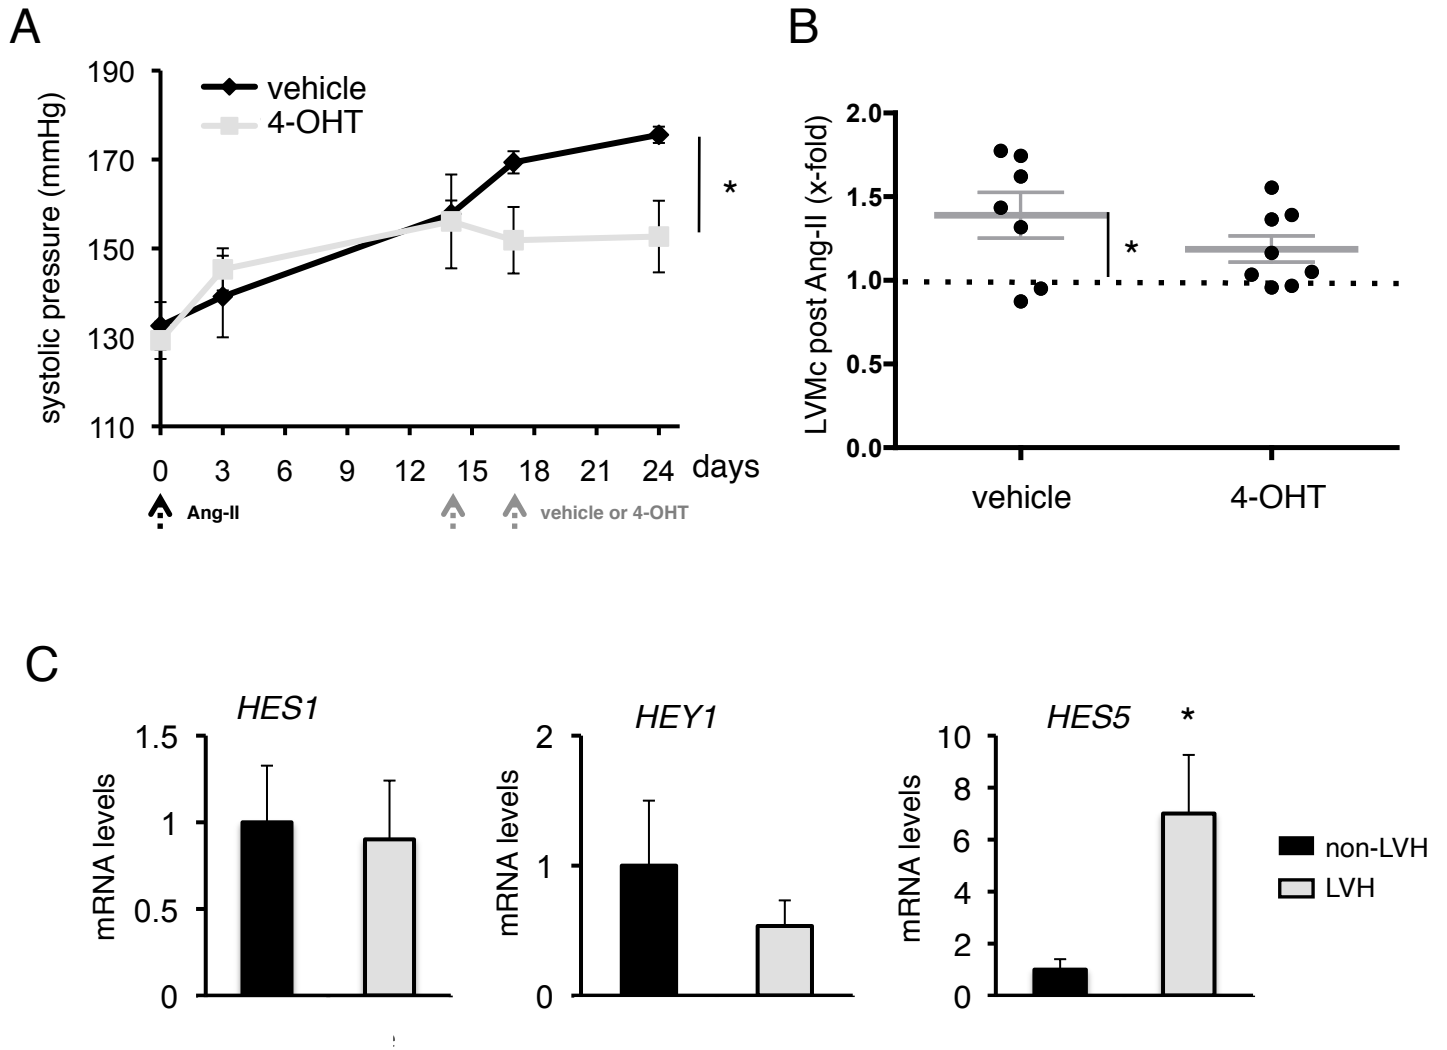 A
systolic pressure (mmHg)
190
170
150
130
110
vehicle
4-OHT
*
0 3 6 9 12 15 18 21 24 days
Ang-II
vehicle or 4-OHT
B
LVMc post Ang-II (x-fold)
2.0
1.5
1.0
0.5
0.0
*
vehicle 4-OHT
C
HES1
mRNA levels
1.5
1
0.5
0
HEY1
mRNA levels
2
1
0
HES5
*
mRNA levels
10
8
6
4
2
0
non-LVH
LVH